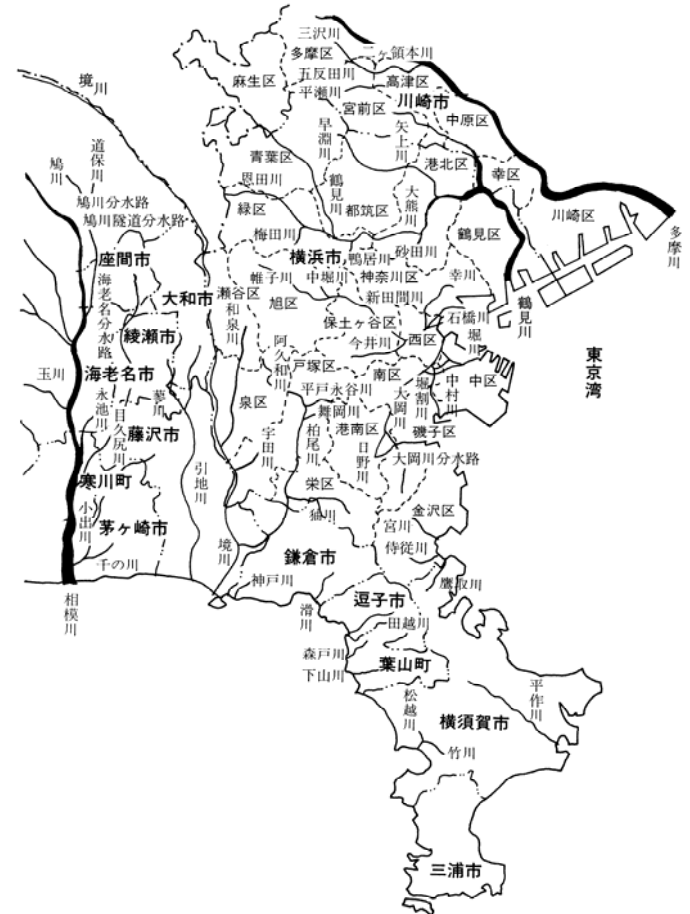 三沢川
多摩区
二ヶ領本川
麻生区
五反田川
高津区
平瀬川
川崎市
宮前区
中原区
境川
道保川
早淵川
矢上川
鳩川
青葉区
港北区
幸区
恩田川
鶴見川
大熊川
鳩川分水路
緑区
都筑区
川崎区
鳩川隧道分水路
梅田川
鶴見区
多摩川
座間市
横浜市
鴨居川
砂田川
海老名分水路
帷子川
中堀川
神奈川区
幸川
大和市
瀬谷区
旭区
新田間川
鶴見川
和泉川
保土ヶ谷区
石橋川
綾瀬市
阿久和川
今井川
西区
堀川
東京湾
戸塚区
南区
玉川
海老名市
平戸永谷川
大岡川
堀割川
中村川
中区
永池川
目久尻川
蓼川
泉区
舞岡川
藤沢市
宇田川
柏尾川
港南区
日野川
磯子区
引地川
大岡川分水路
寒川町
栄区
小出川
金沢区
茅ヶ崎市
㹨川
宮川
境川
侍従川
鎌倉市
千の川
神戸川
鷹取川
相模川
滑川
逗子市
田越川
森戸川
葉山町
下山川
松越川
平作川
横須賀市
竹川
三浦市